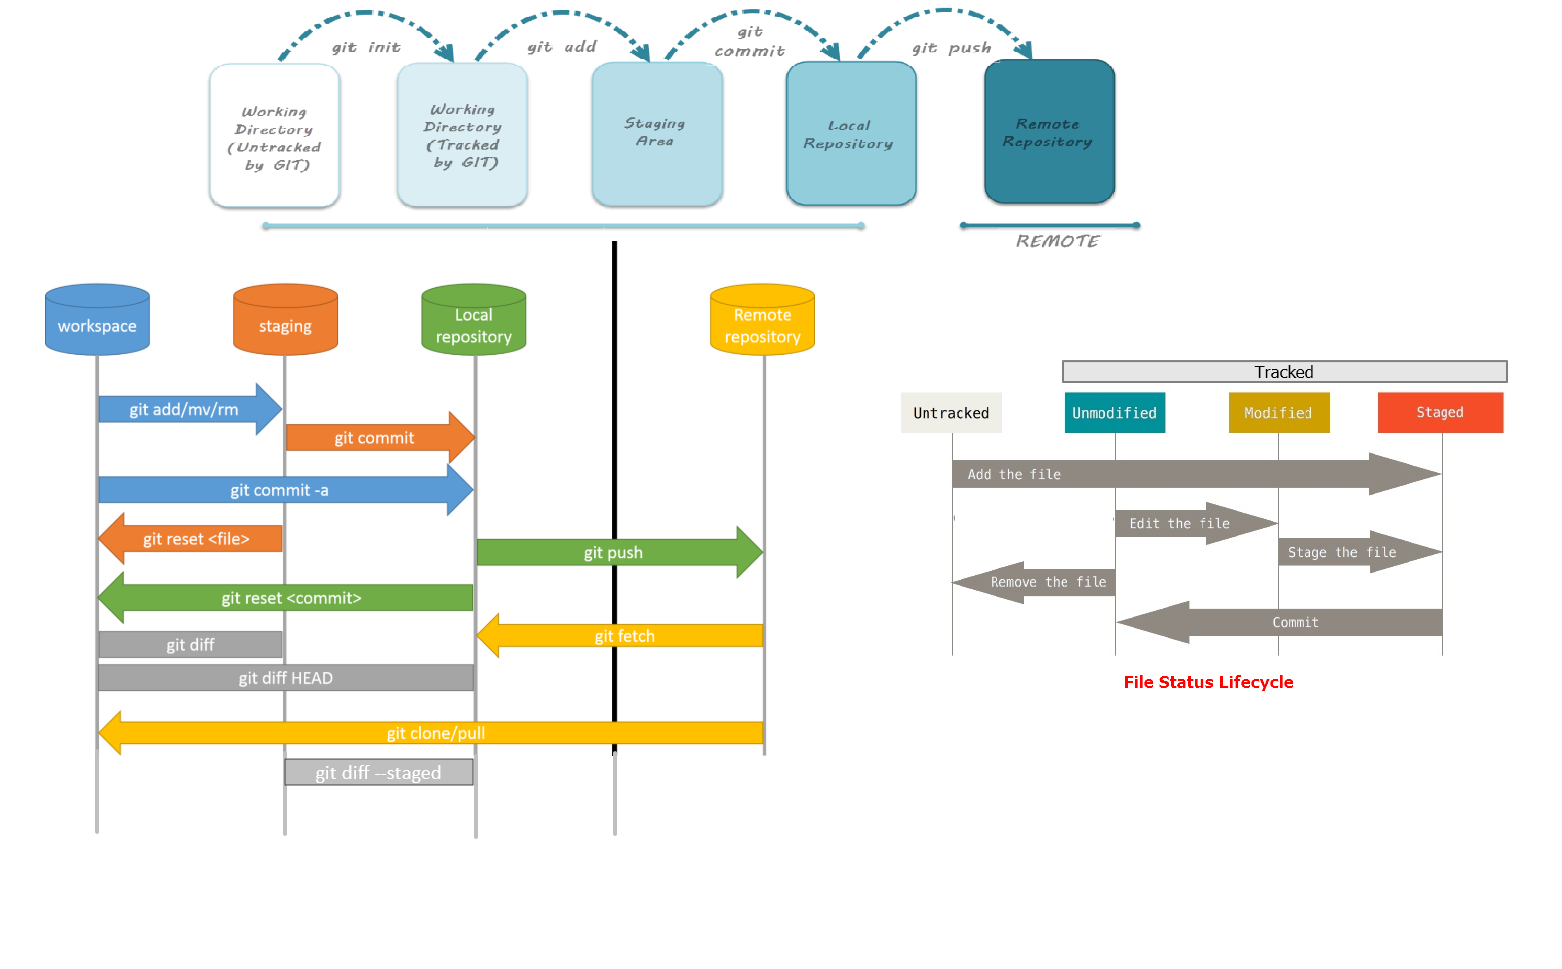 git init
git add
git
commit
git push
Working
Directory
(Untracked
by GIT)
Working
Directory
(Tracked
by GIT)
Staging
Area
Local
Repository
Remote
Repository
REMOTE
workspace
staging
Local
repository
Remote
repository
git add/mv/rm
git commit
git commit -a
git reset <file>
git push
git reset <commit>
git fetch
git diff
git diff HEAD
git clone/pull
git diff --staged
Tracked
Untracked
Unmodified
Modified
Staged
Add the file
Edit the file
Stage the file
Remove the file
Commit
File Status Lifecycle